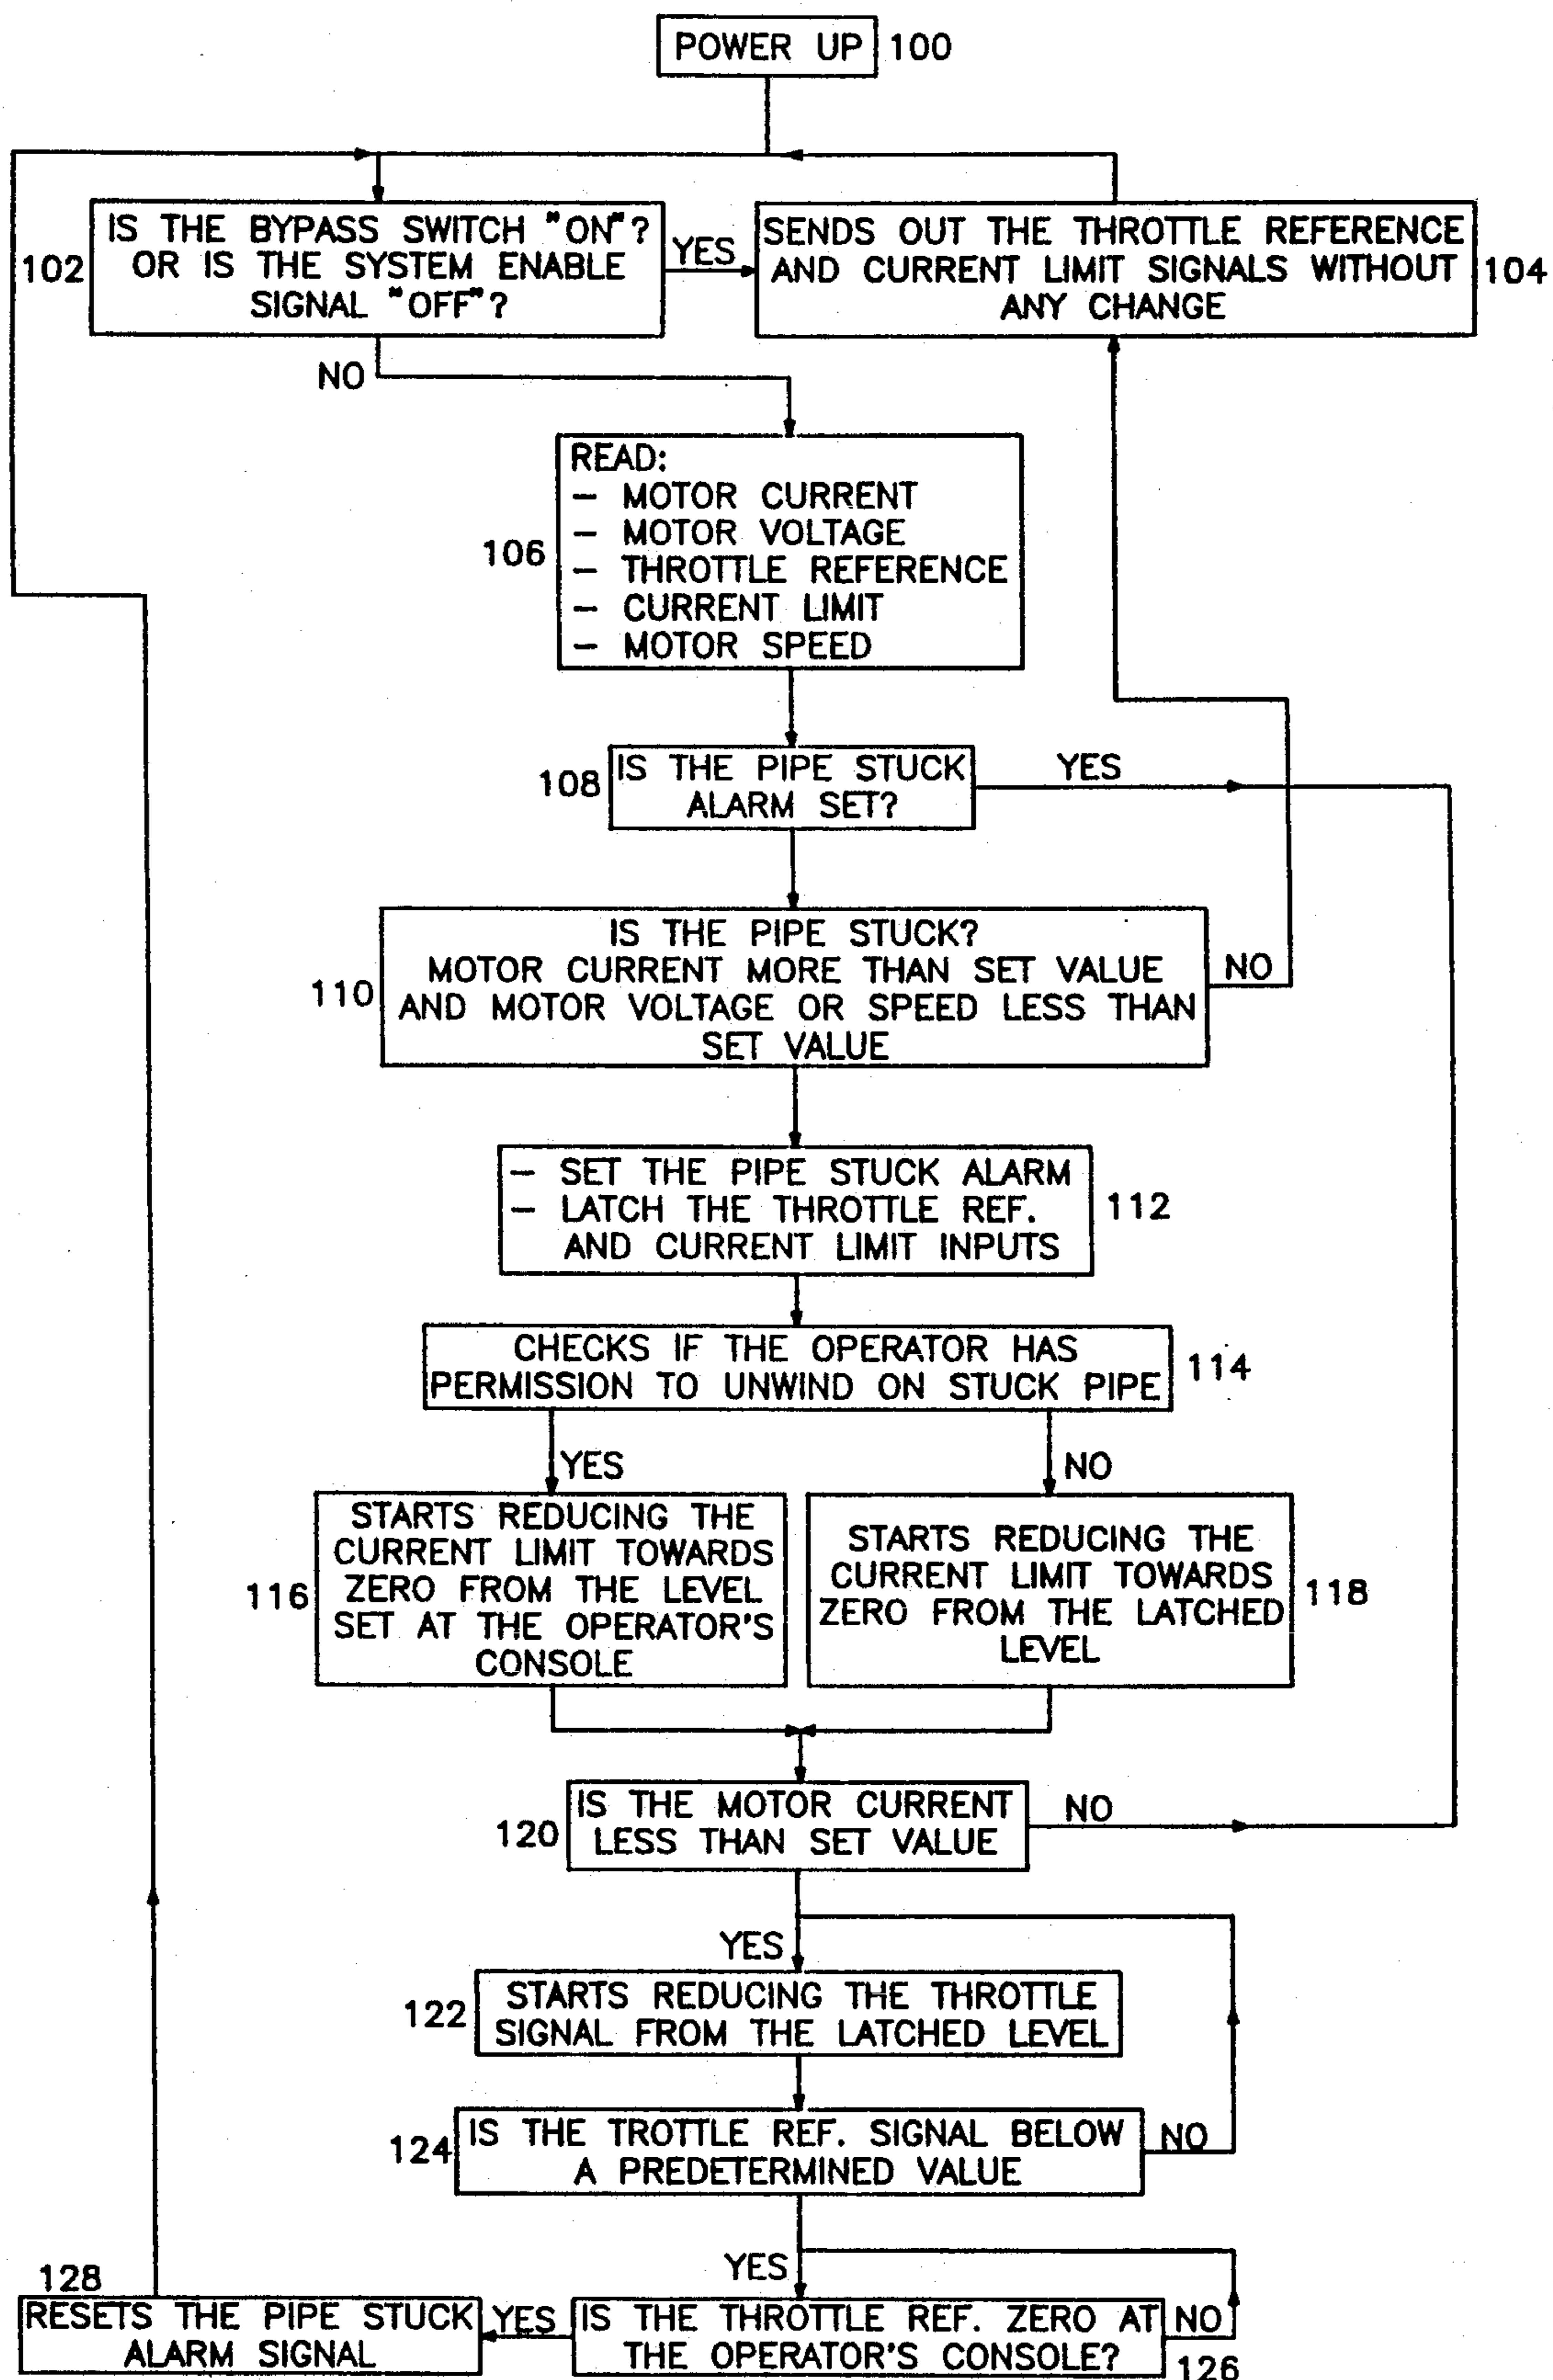 POWER UP 100
IS THE BYPASS SWITCH "ON"?
OR IS THE SYSTEM ENABLE
SIGNAL "OFF"?
102
YES
SENDS OUT THE THROTTLE REFERENCE
AND CURRENT LIMIT SIGNALS WITHOUT
ANY CHANGE
104
NO
READ:
- MOTOR CURRENT
- MOTOR VOLTAGE
- THROTTLE REFERENCE
- CURRENT LIMIT
- MOTOR SPEED
106
IS THE PIPE STUCK
ALARM SET?
108
YES
IS THE PIPE STUCK?
MOTOR CURRENT MORE THAN SET VALUE
AND MOTOR VOLTAGE OR SPEED LESS THAN
SET VALUE
110
NO
- SET THE PIPE STUCK ALARM
- LATCH THE THROTTLE REF.
AND CURRENT LIMIT INPUTS
112
CHECKS IF THE OPERATOR HAS
PERMISSION TO UNWIND ON STUCK PIPE
114
YES
NO
STARTS REDUCING THE
CURRENT LIMIT TOWARDS
ZERO FROM THE LEVEL
SET AT THE OPERATOR'S
CONSOLE
116
STARTS REDUCING THE
CURRENT LIMIT TOWARDS
ZERO FROM THE LATCHED
LEVEL
118
IS THE MOTOR CURRENT
LESS THAN SET VALUE
120
NO
YES
STARTS REDUCING THE THROTTLE
SIGNAL FROM THE LATCHED LEVEL
122
IS THE TROTTLE REF. SIGNAL BELOW
A PREDETERMINED VALUE
124
NO
YES
IS THE THROTTLE REF. ZERO AT
THE OPERATOR'S CONSOLE?
126
NO
YES
128
RESETS THE PIPE STUCK
ALARM SIGNAL